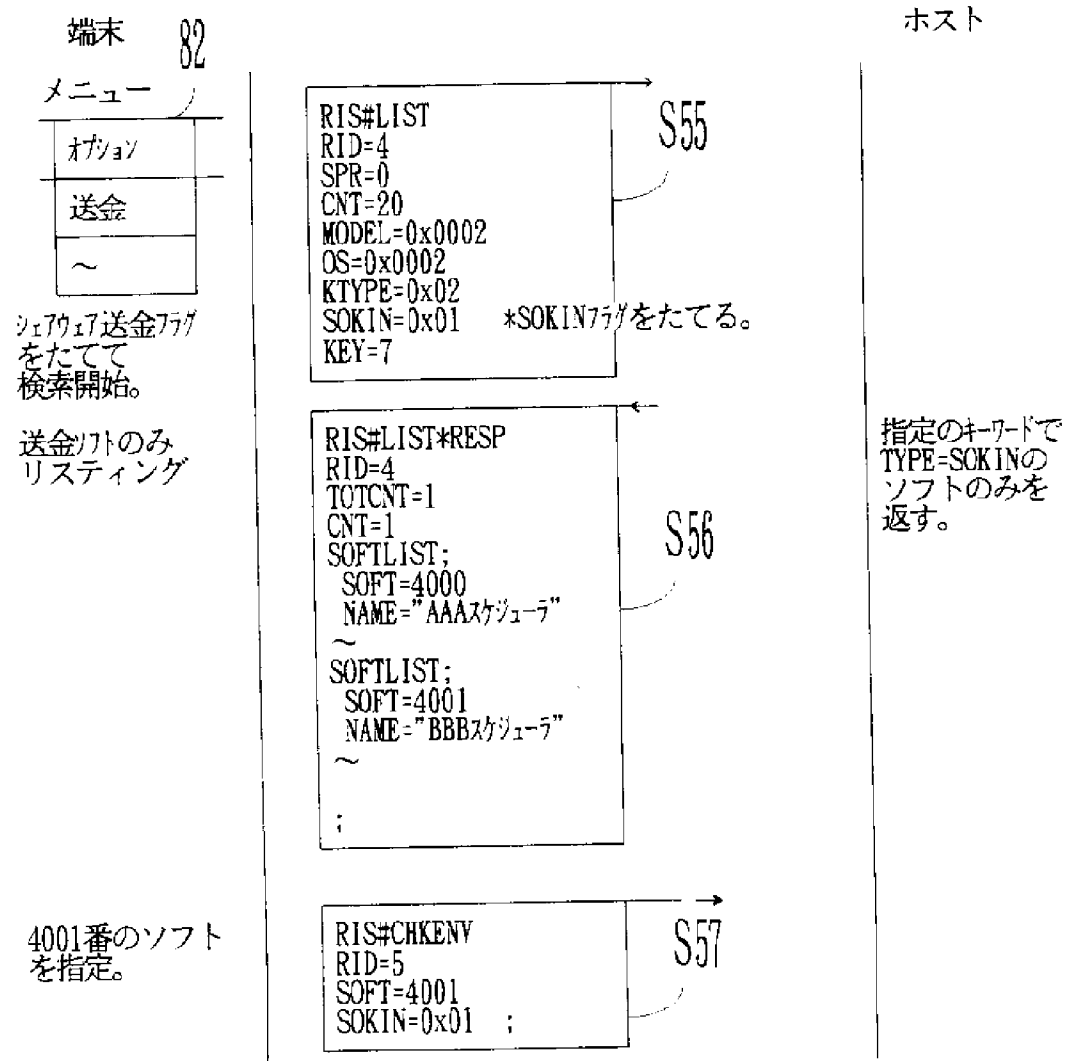 端末
82
ホスト
メニュー
オプション
送金
～
シェアウェア送金フラグ
をたてて
検索開始。
RIS#LIST
RID=4
SPR=0
CNT=20
MODEL=0x0002
OS=0x0002
KTYPE=0x02
SOKIN=0x01 *SOKINフラグをたてる。
KEY=7
S55
送金ソフトのみ
リスティング
RIS#LIST*RESP
RID=4
TOTCNT=1
CNT=1
SOFTLIST;
SOFT=4000
NAME="AAAスケジューラ"
～
SOFTLIST;
SOFT=4001
NAME="BBBスケジューラ"
～
;
S56
指定のキーワードで
TYPE=SOKINの
ソフトのみを
返す。
4001番のソフト
を指定。
RIS#CHKENV
RID=5
SOFT=4001
SOKIN=0x01 ;
S57